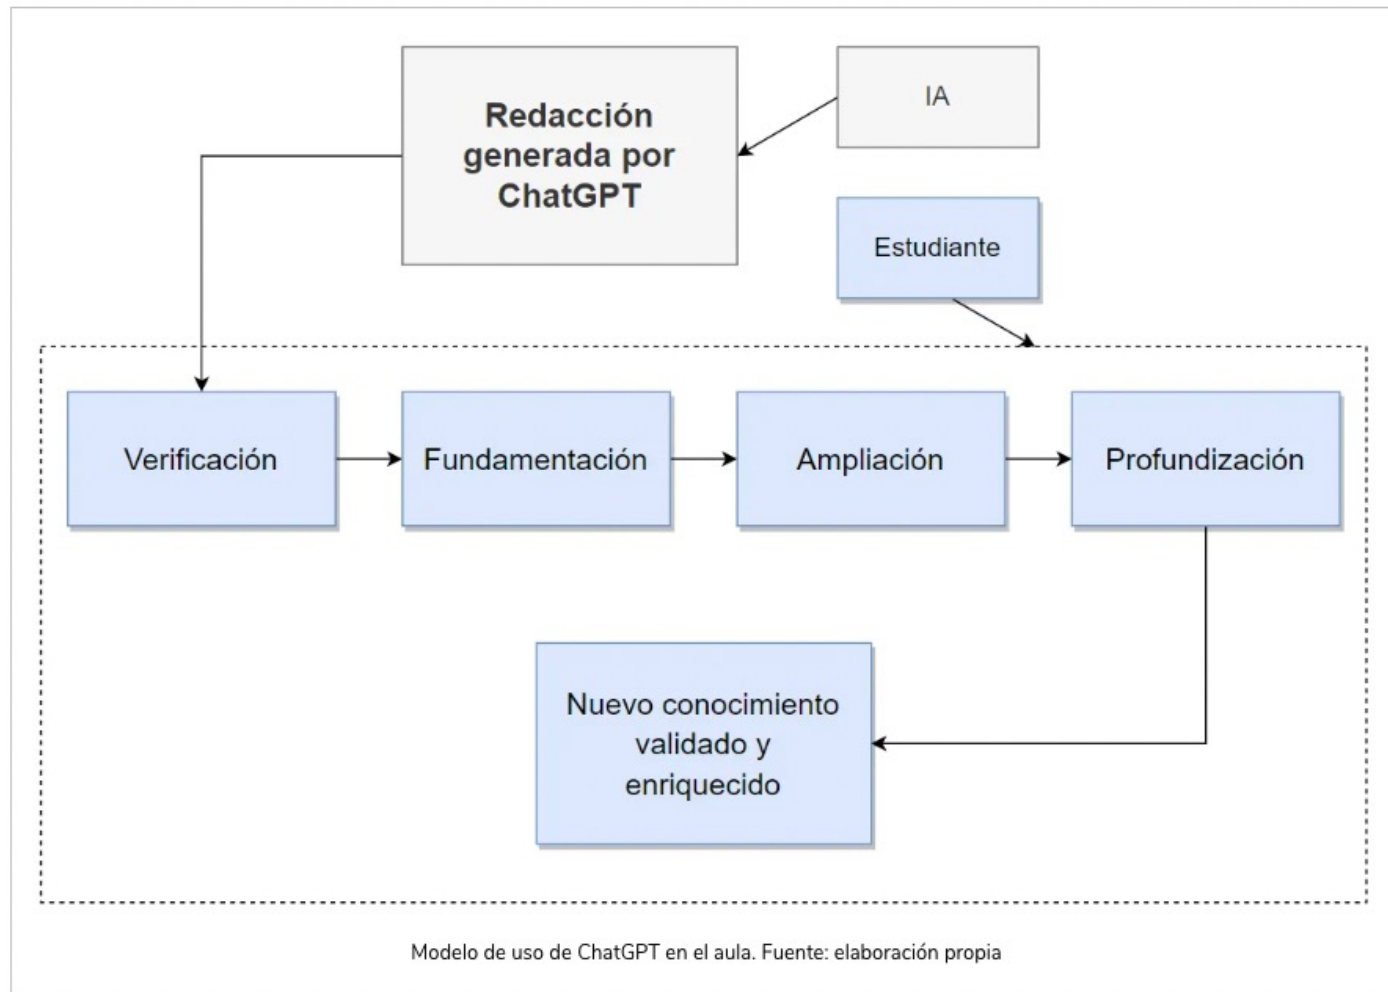 Redacción
generada por
ChatGPT
IA
Estudiante
Verificación
Fundamentación
Ampliación
Profundización
Nuevo conocimiento
validado y
enriquecido
Modelo de uso de ChatGPT en el aula. Fuente: elaboración propia